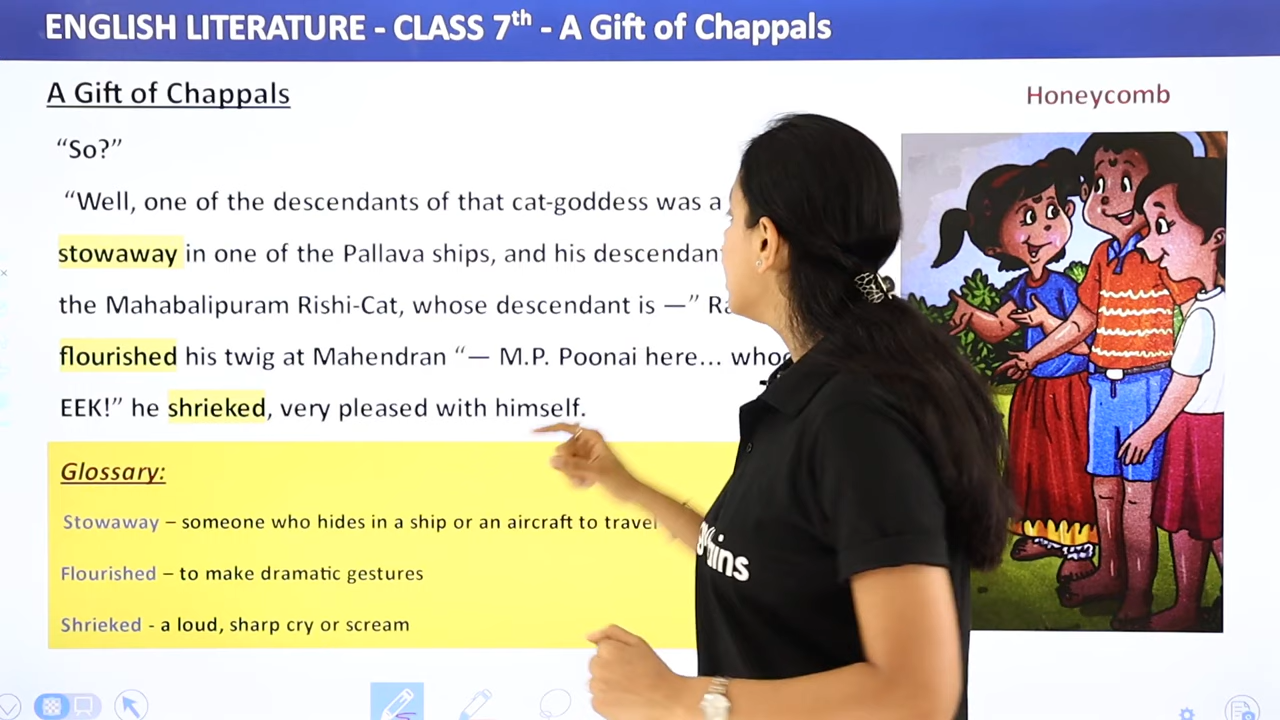 ENGLISH LITERATURE - CLASS 7th - A Gift of Chappals
A Gift of Chappals
Honeycomb
“So?”
“Well, one of the descendants of that cat-goddess was a
stowaway in one of the Pallava ships, and his
the Mahabalipuram Rishi-Cat, whose descendant is —”
flourished his twig at Mahendran “— M.P. Poonai here...
EEK!” he shrieked, very pleased with himself.
Glossary:
Stowaway – someone who hides in a ship or an aircraft to travel
Flourished – to make dramatic gestures
Shrieked - a loud, sharp cry or scream